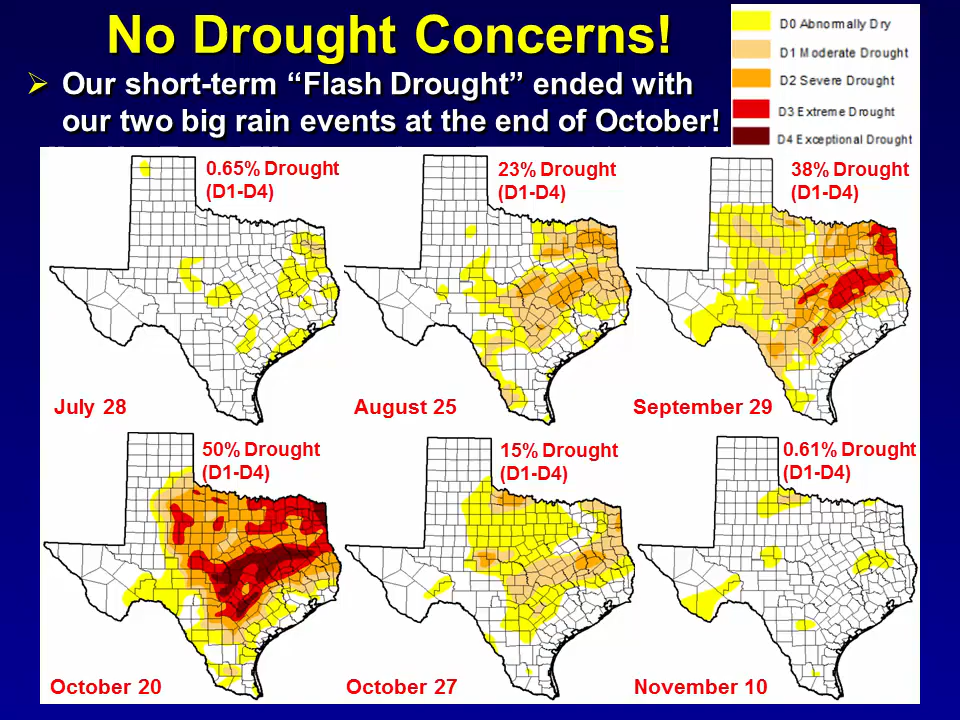 No Drought Concerns!
Our short-term “Flash Drought” ended with
our two big rain events at the end of October!
D0 Abnormally Dry
D1 Moderate Drought
D2 Severe Drought
D3 Extreme Drought
D4 Exceptional Drought
0.65% Drought
(D1-D4)
July 28
23% Drought
(D1-D4)
August 25
38% Drought
(D1-D4)
September 29
50% Drought
(D1-D4)
October 20
15% Drought
(D1-D4)
October 27
0.61% Drought
(D1-D4)
November 10